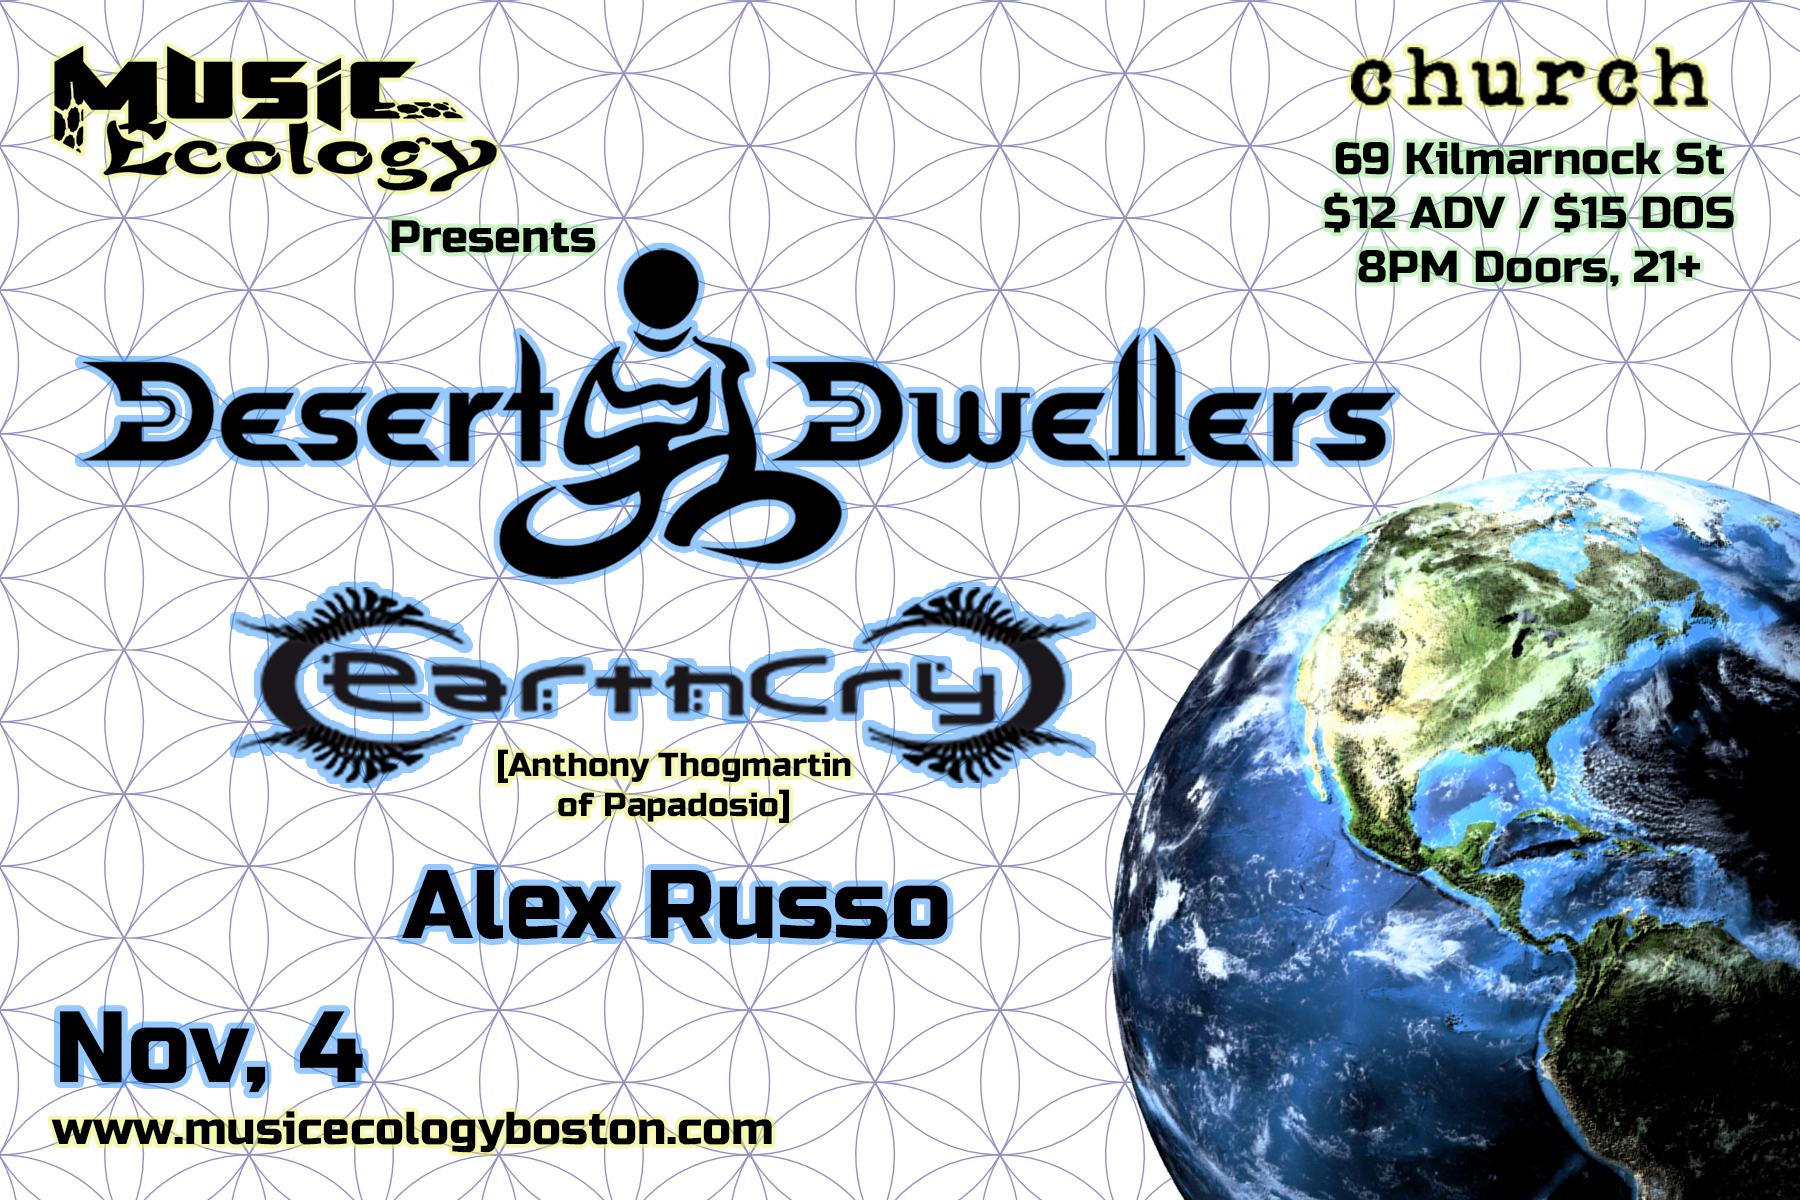 Music
Ecology
Presents
church
69 Kilmarnock St
$12 ADV / $15 DOS
8PM Doors, 21+
Desert Dwellers
earthcry
[Anthony Thogmartin
of Papadosio]
Alex Russo
Nov, 4
www.musicecologyboston.com